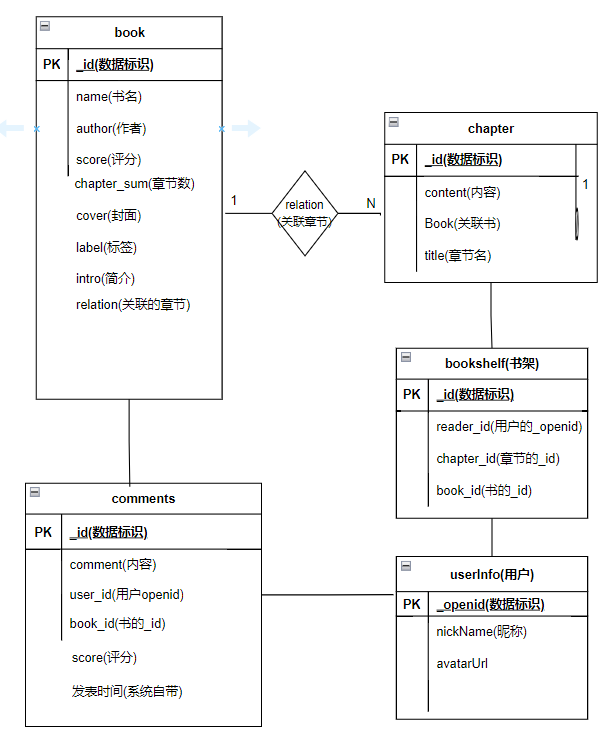 book
PK
_id(数据标识)
name(书名)
author(作者)
score(评分)
chapter_sum(章节数)
cover(封面)
label(标签)
intro(简介)
relation(关联的章节)
1
relation
(关联章节)
N
chapter
PK
_id(数据标识)
1
content(内容)
Book(关联书)
title(章节名)
bookshelf(书架)
PK
_id(数据标识)
reader_id(用户的_openid)
chapter_id(章节的_id)
book_id(书的_id)
comments
PK
_id(数据标识)
comment(内容)
user_id(用户openid)
book_id(书的_id)
score(评分)
发表时间(系统自带)
userInfo(用户)
PK
_openid(数据标识)
nickName(昵称)
avatarUrl